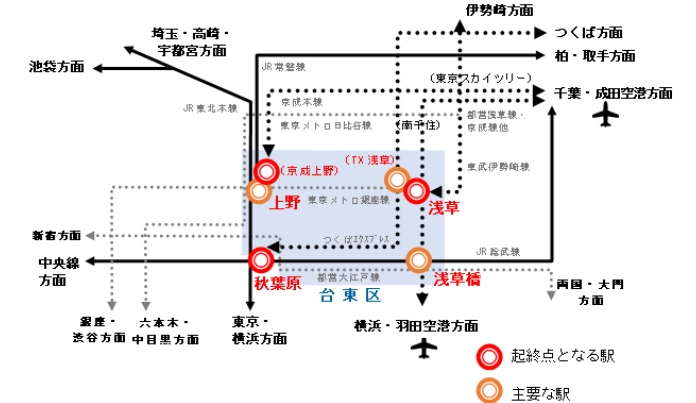 伊勢崎方面
埼玉・高崎・
宇都宮方面
つくば方面
柏・取手方面
池袋方面
JR常磐線
(東京スカイツリー)
千葉・成田空港方面
京成本線
JR東北本線
東京メトロ日比谷線
(南千住)
都営浅草線・
京成線他
(TX浅草)
(京成上野)
東武伊勢崎線
上野
東京メトロ銀座線
浅草
新宿方面
つくばエクスプレス
JR総武線
中央線
方面
秋葉原
都営大江戸線
浅草橋
両国・大門
方面
台東区
銀座・
渋谷方面
六本木・
中目黒方面
東京・
横浜方面
横浜・羽田空港方面
起終点となる駅
主要な駅